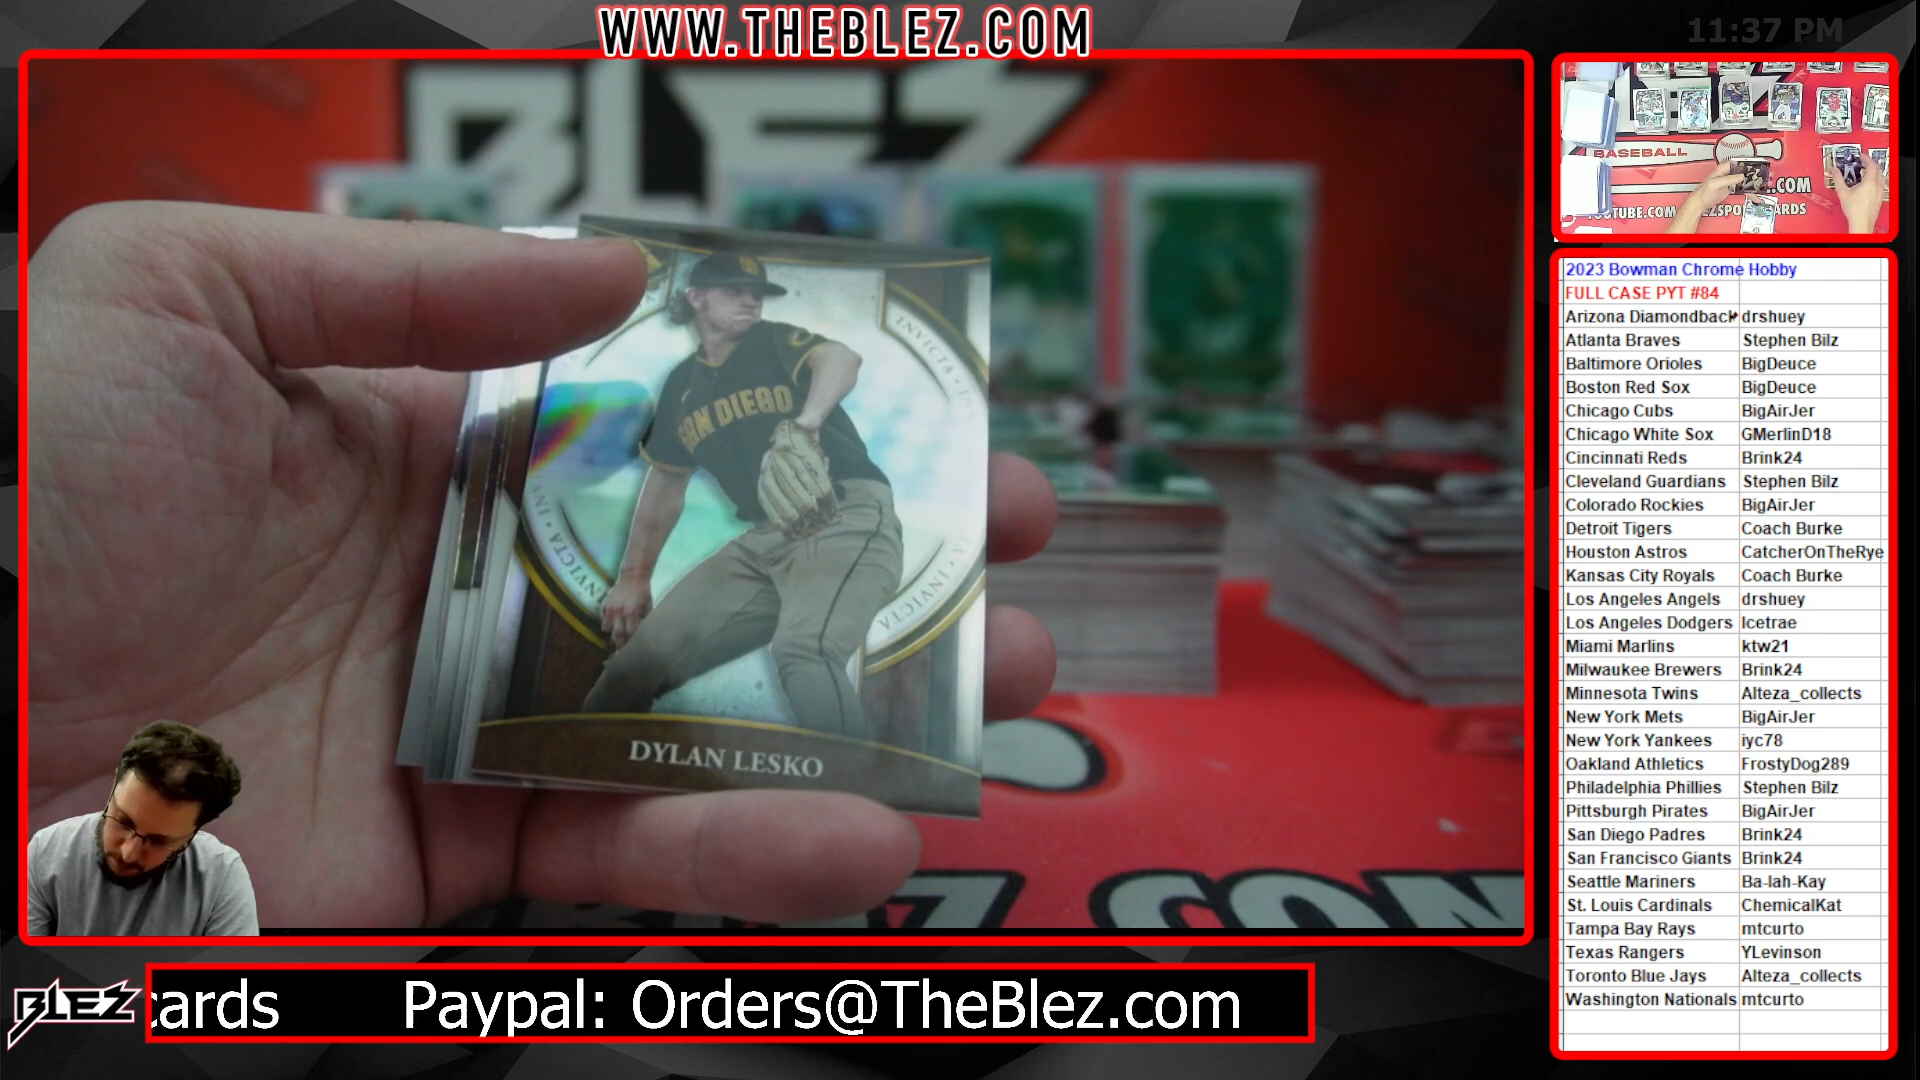 WWW.THEBLEZ.COM
11:37 PM
BLEZ
SAN DIEGO
INVICTA · IN
INVICTA
INVICTA
DYLAN LESKO
BLEZ.COM
BASEBALL
.COM
2023 Bowman Chrome Hobby
FULL CASE PYT #84
Arizona Diamondback drshuey
Atlanta Braves Stephen Bilz
Baltimore Orioles BigDeuce
Boston Red Sox BigDeuce
Chicago Cubs BigAirJer
Chicago White Sox GMerlinD18
Cincinnati Reds Brink24
Cleveland Guardians Stephen Bilz
Colorado Rockies BigAirJer
Detroit Tigers Coach Burke
Houston Astros CatcherOnTheRye
Kansas City Royals Coach Burke
Los Angeles Angels drshuey
Los Angeles Dodgers Icetrae
Miami Marlins ktw21
Milwaukee Brewers Brink24
Minnesota Twins Alteza_collects
New York Mets BigAirJer
New York Yankees iyc78
Oakland Athletics FrostyDog289
Philadelphia Phillies Stephen Bilz
Pittsburgh Pirates BigAirJer
San Diego Padres Brink24
San Francisco Giants Brink24
Seattle Mariners Ba-lah-Kay
St. Louis Cardinals ChemicalKat
Tampa Bay Rays mtcurto
Texas Rangers YLevinson
Toronto Blue Jays Alteza_collects
Washington Nationals mtcurto
BLEZ
cards Paypal: Orders@TheBlez.com